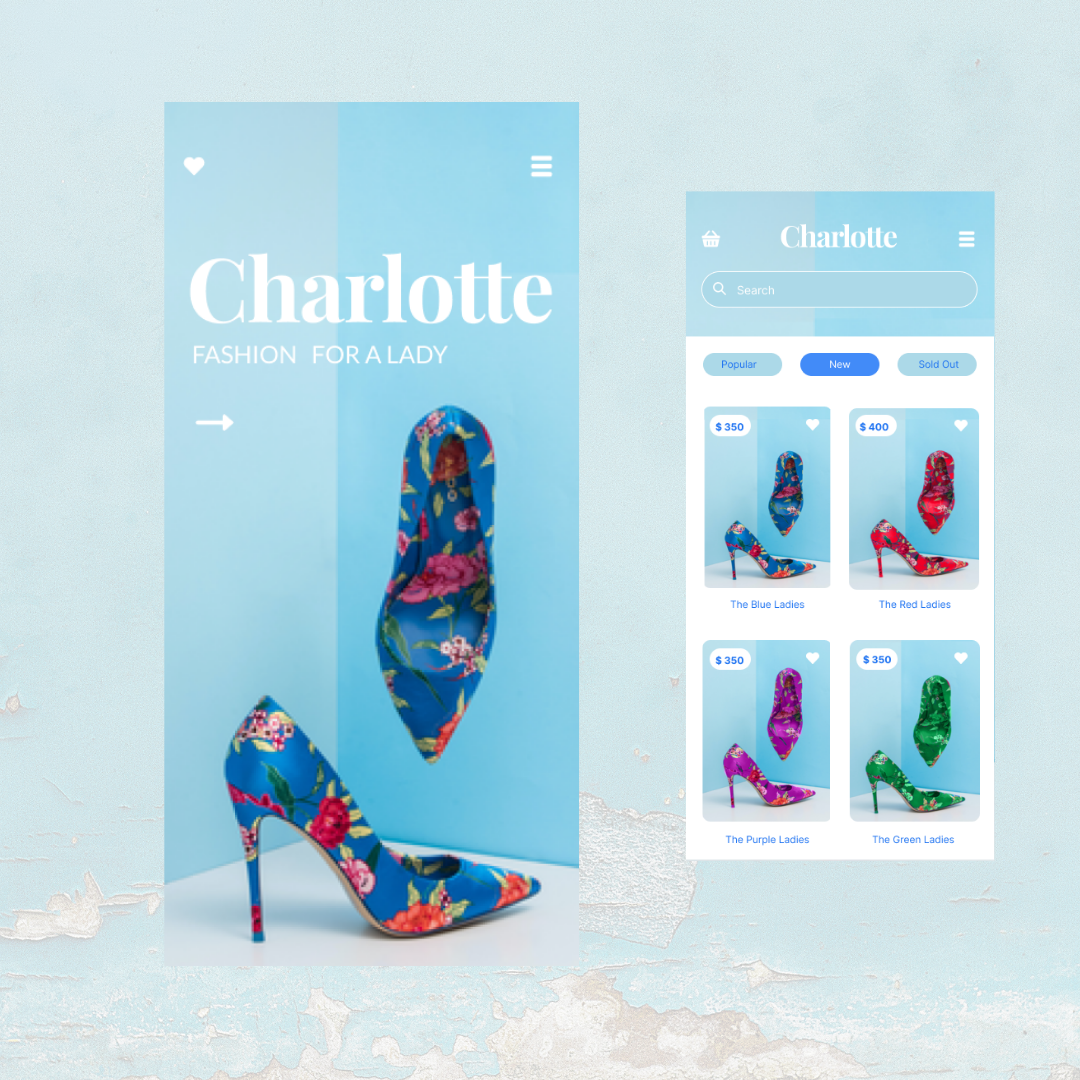 Charlotte
FASHION FOR A LADY
Charlotte
Search
Popular New Sold Out
$ 350 $ 400
The Blue Ladies The Red Ladies
$ 350 $ 350
The Purple Ladies The Green Ladies